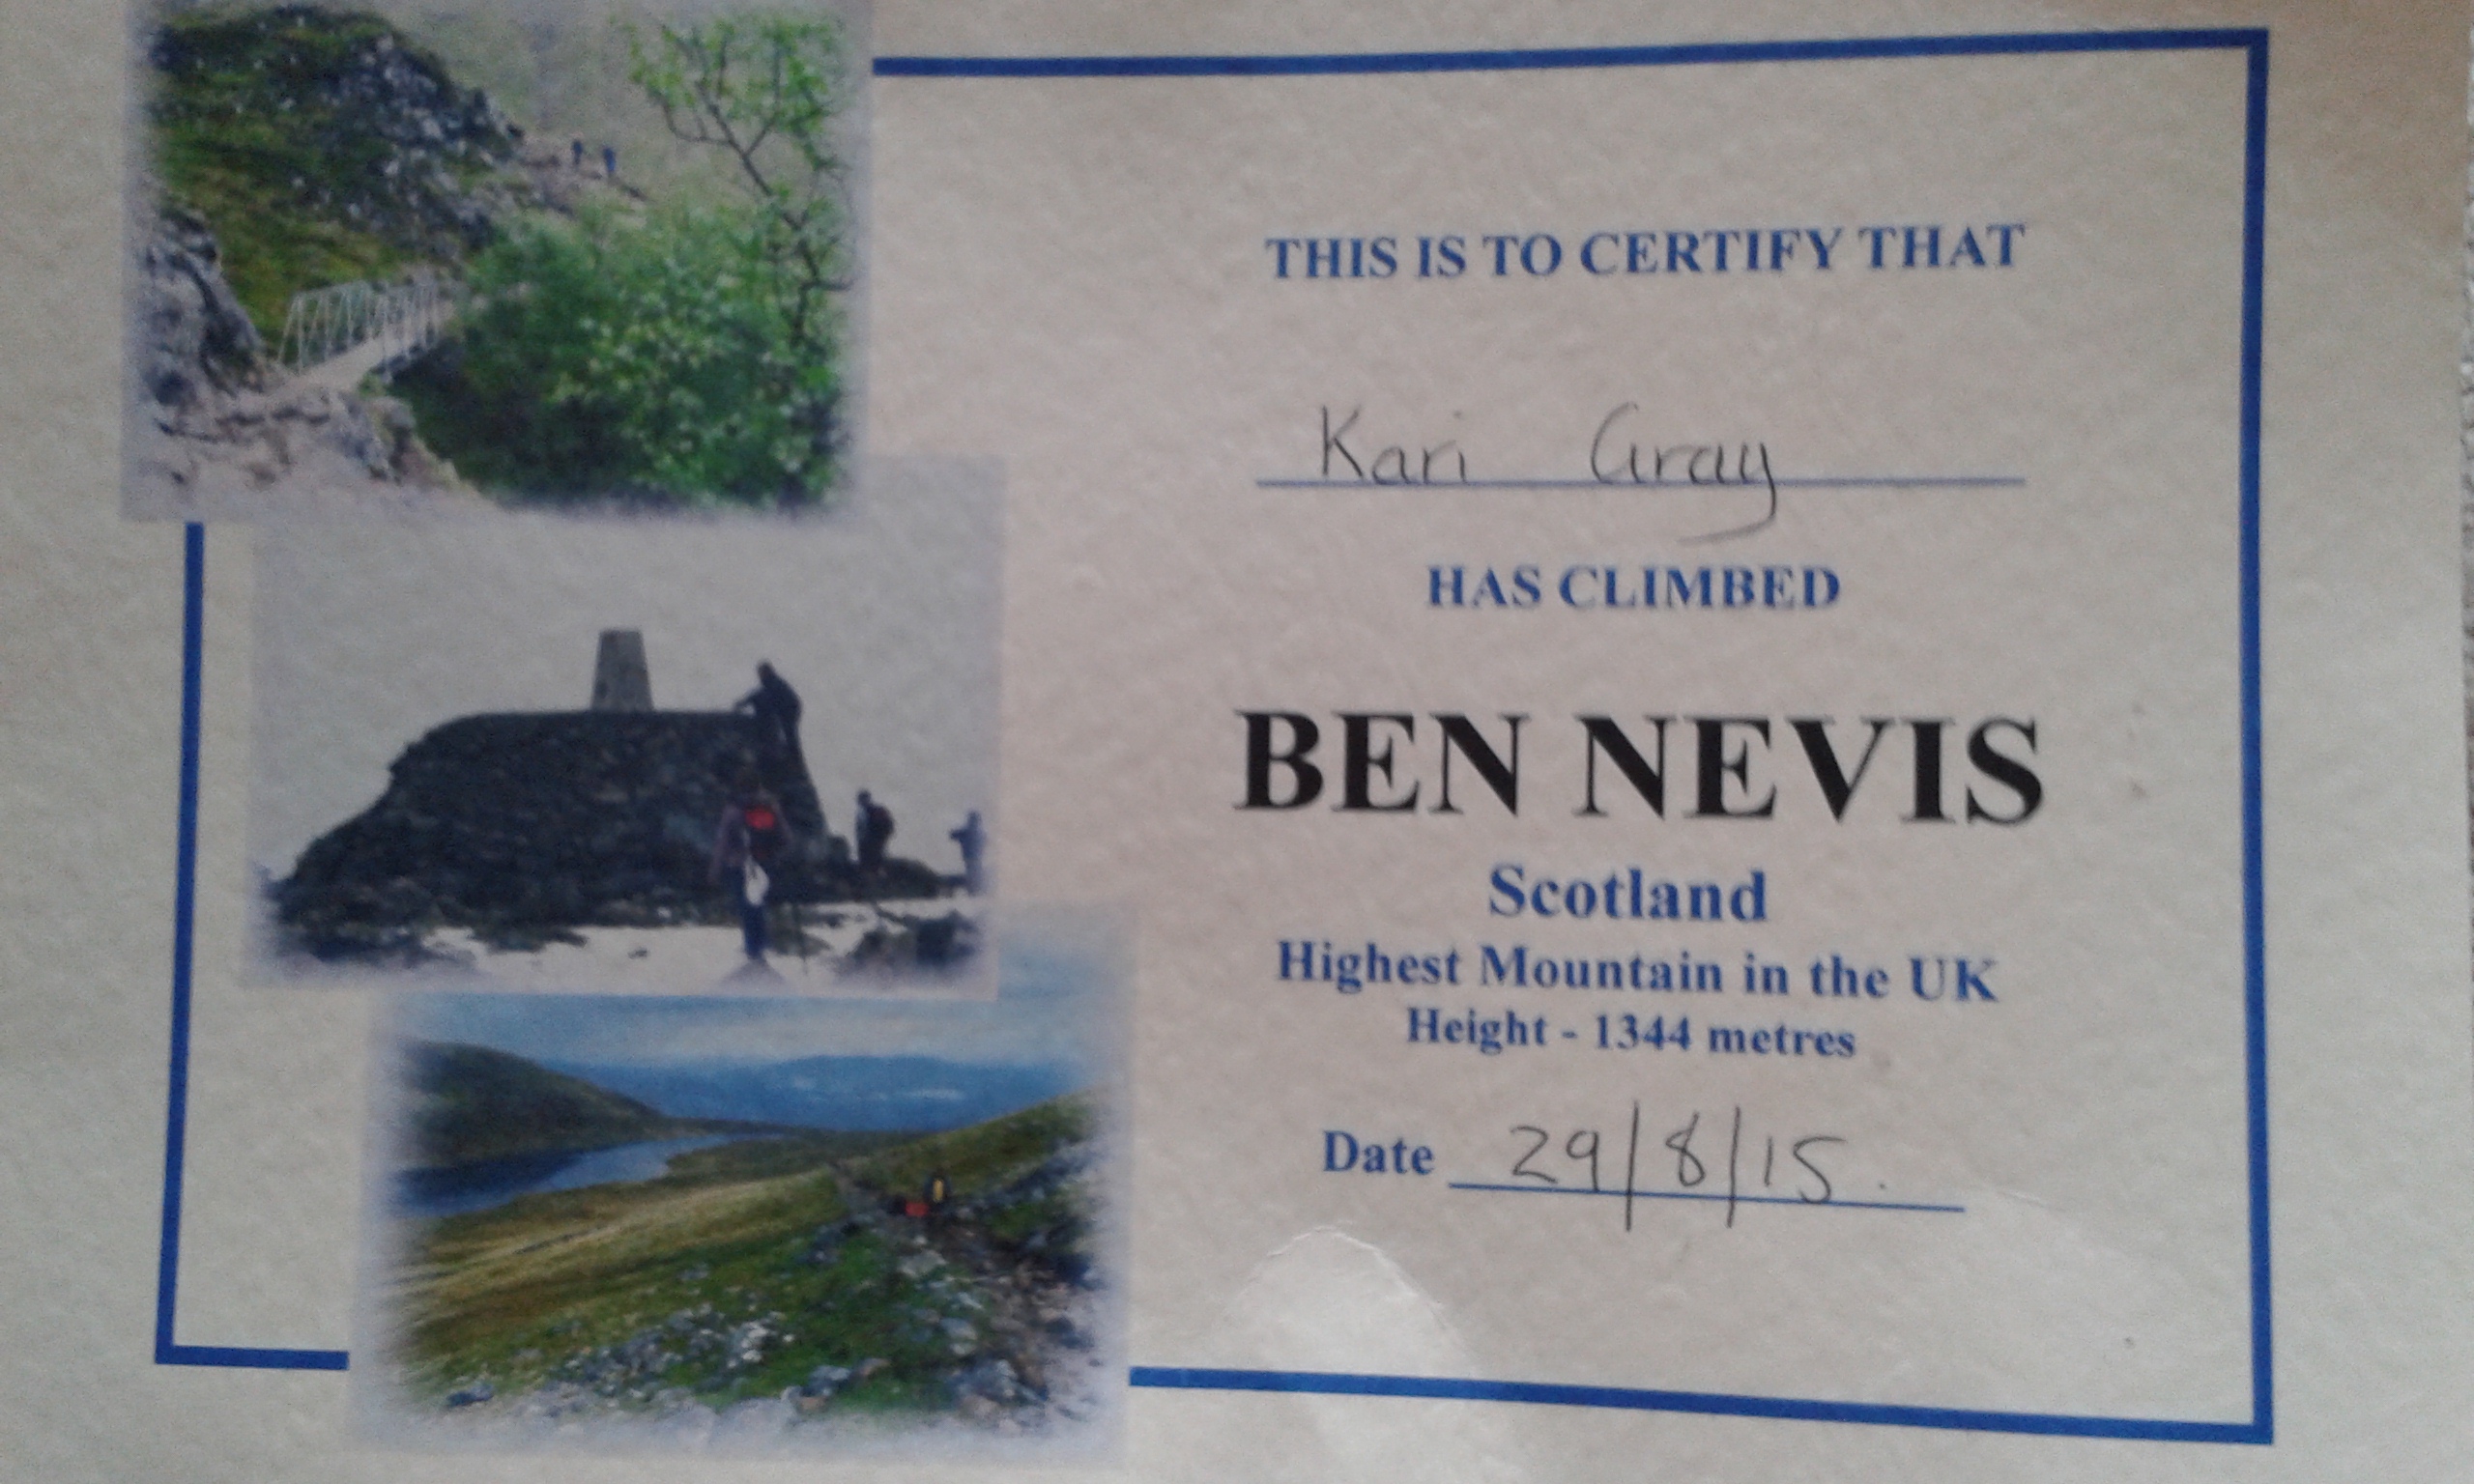 THIS IS TO CERTIFY THAT
Kari Gray
HAS CLIMBED
BEN NEVIS
Scotland
Highest Mountain in the UK
Height - 1344 metres
Date 29/8/15.